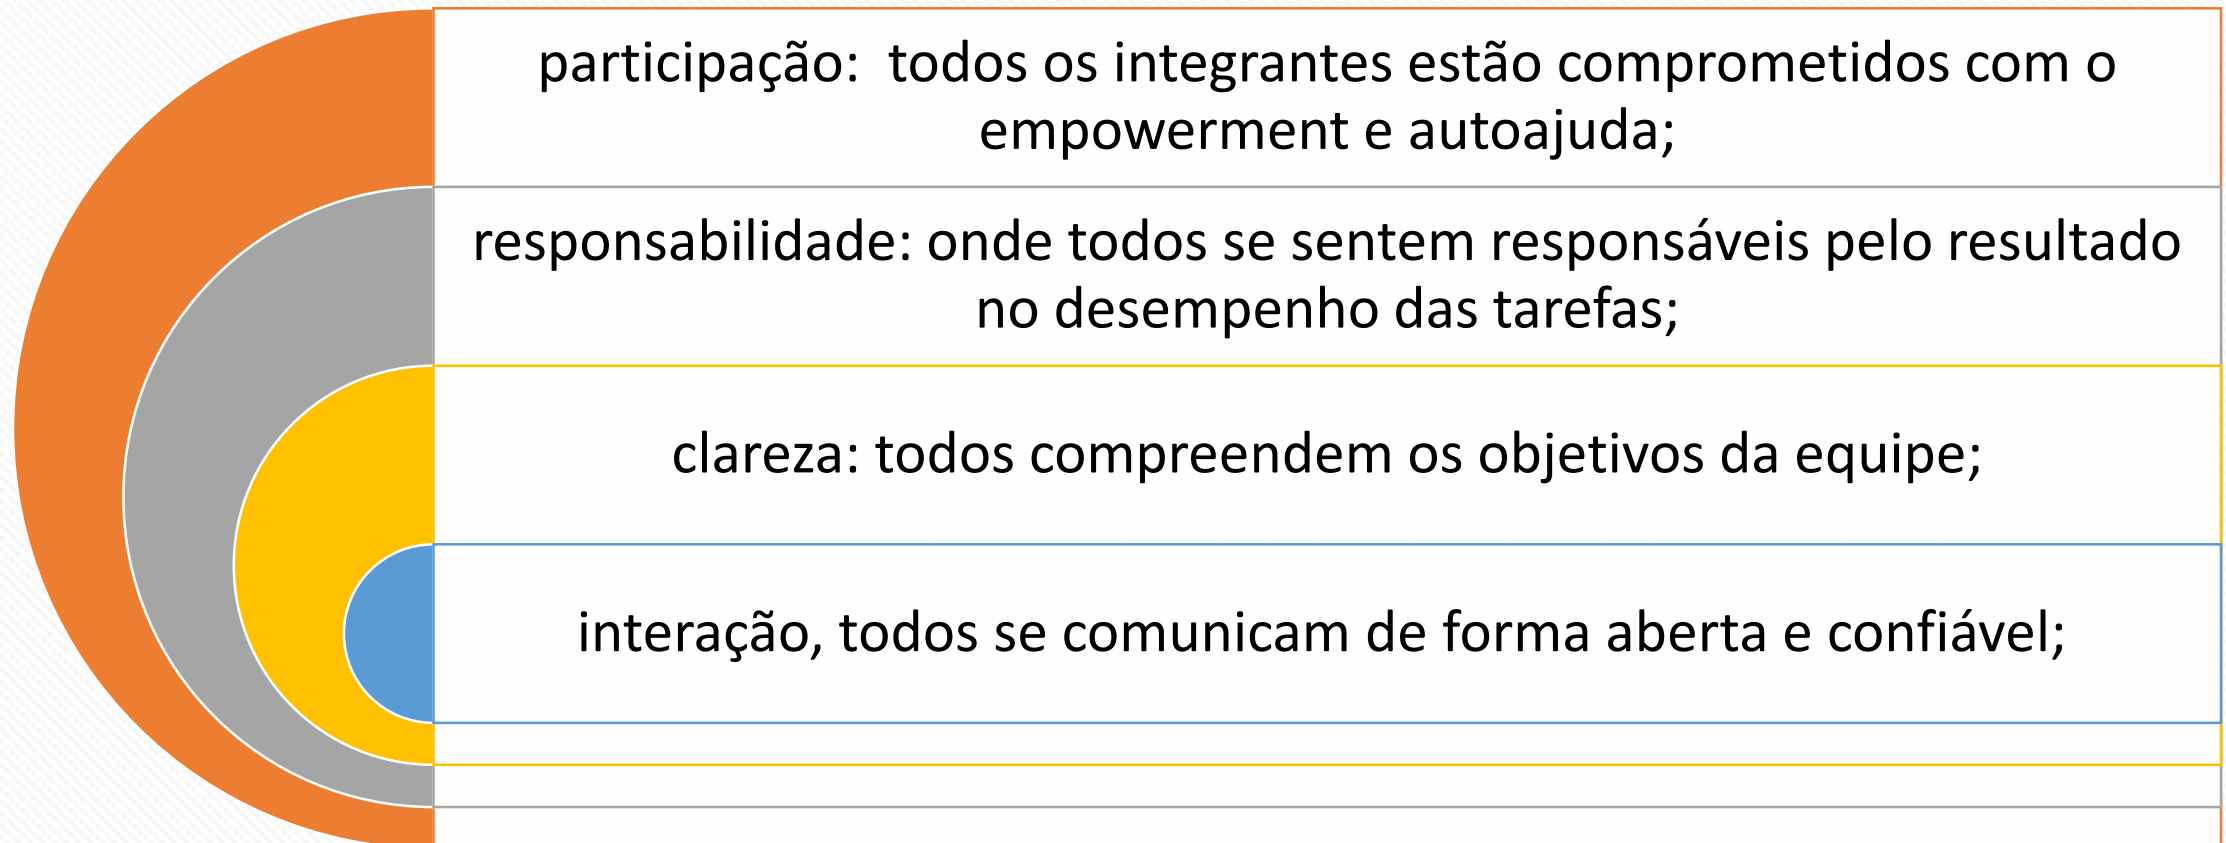 participação:  todos os integrantes estão comprometidos com o
empowerment e autoajuda;
responsabilidade: onde todos se sentem responsáveis pelo resultado
no desempenho das tarefas;
clareza: todos compreendem os objetivos da equipe;
interação, todos se comunicam de forma aberta e confiável;